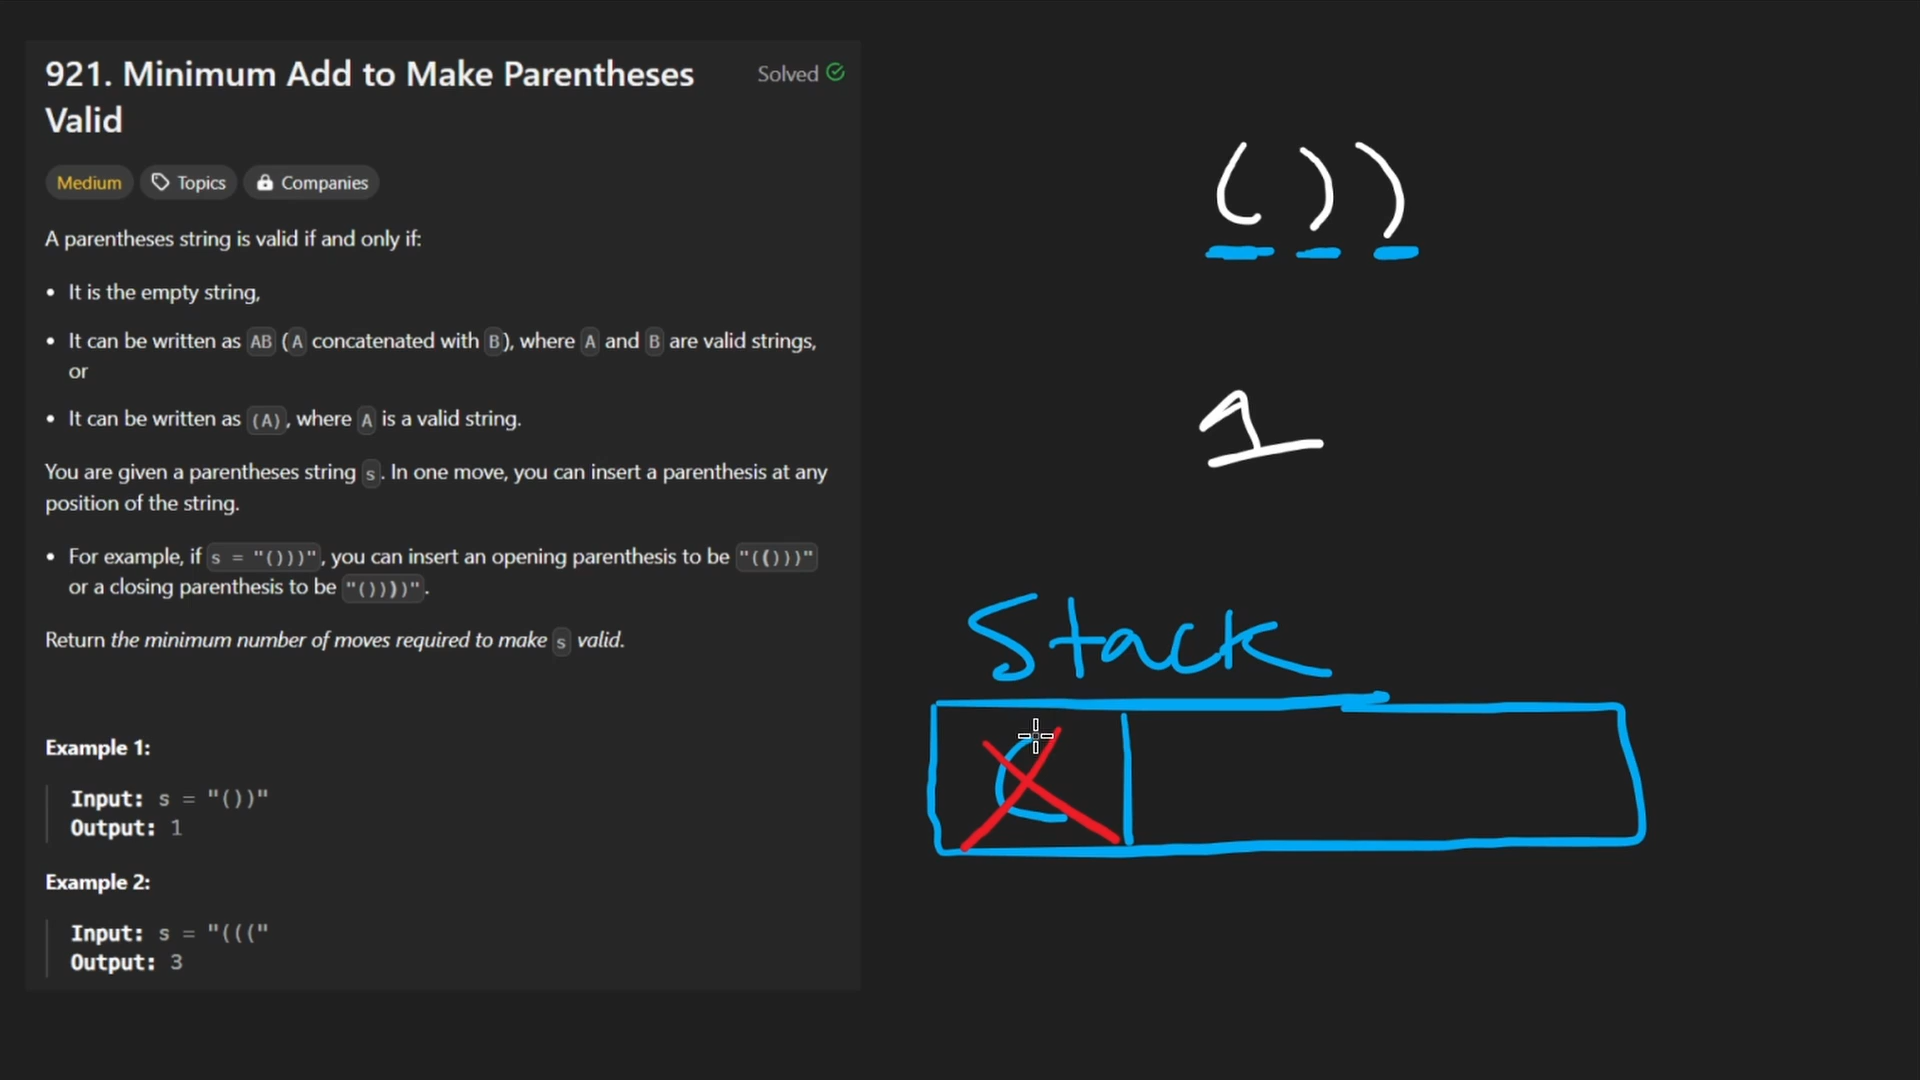 921. Minimum Add to Make Parentheses
Valid
Solved
Medium
Topics
Companies
A parentheses string is valid if and only if:
• It is the empty string,
• It can be written as AB (A concatenated with B), where A and B are valid strings,
or
• It can be written as (A), where A is a valid string.
You are given a parentheses string s. In one move, you can insert a parenthesis at any
position of the string.
• For example, if s = "()))", you can insert an opening parenthesis to be "(()))"
or a closing parenthesis to be "())))".
Return the minimum number of moves required to make s valid.
Example 1:
Input: s = "())"
Output: 1
Example 2:
Input: s = "((("
Output: 3
())
1
Stack
(